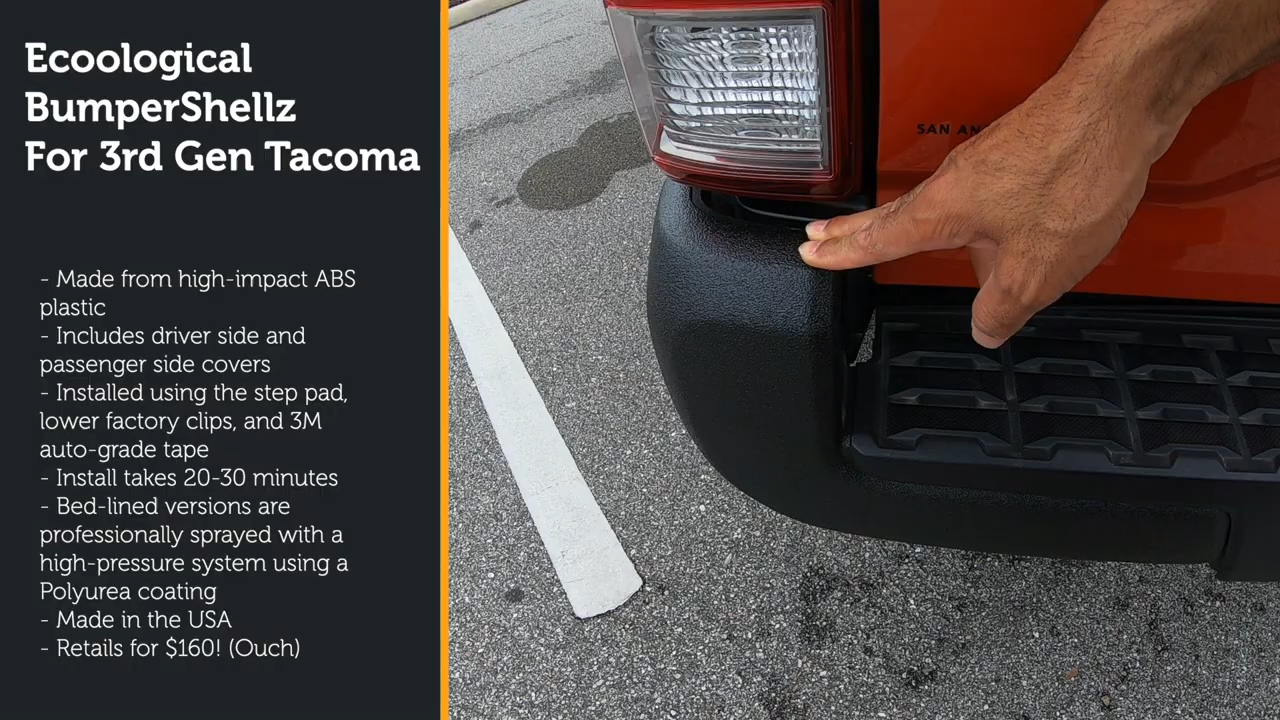 Ecoological
BumperShellz
For 3rd Gen Tacoma
- Made from high-impact ABS
plastic
- Includes driver side and
passenger side covers
- Installed using the step pad,
lower factory clips, and 3M
auto-grade tape
- Install takes 20-30 minutes
- Bed-lined versions are
professionally sprayed with a
high-pressure system using a
Polyurea coating
- Made in the USA
- Retails for $160! (Ouch)
SAN